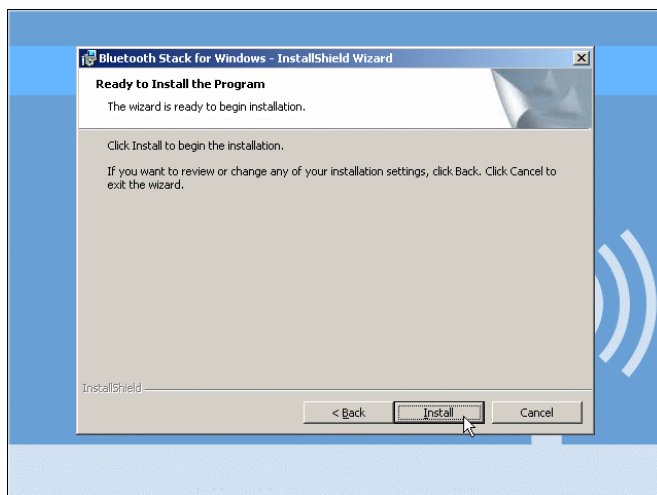 Bluetooth Stack for Windows - InstallShield Wizard
Ready to Install the Program
The wizard is ready to begin installation.
Click Install to begin the installation.
If you want to review or change any of your installation settings, click Back. Click Cancel to
exit the wizard.
InstallShield
< Back
Install
Cancel